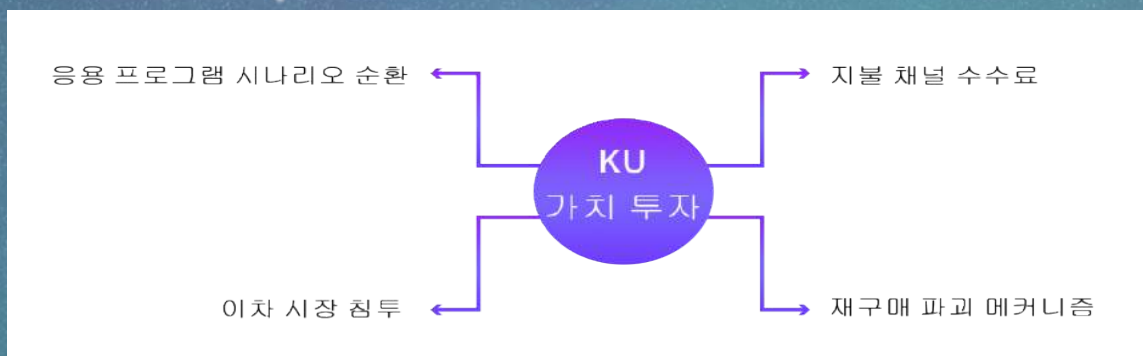 응용 프로그램 시나리오 순환
지불 채널 수수료
KU
가치 투자
이차 시장 침투
재구매 파괴 메커니즘